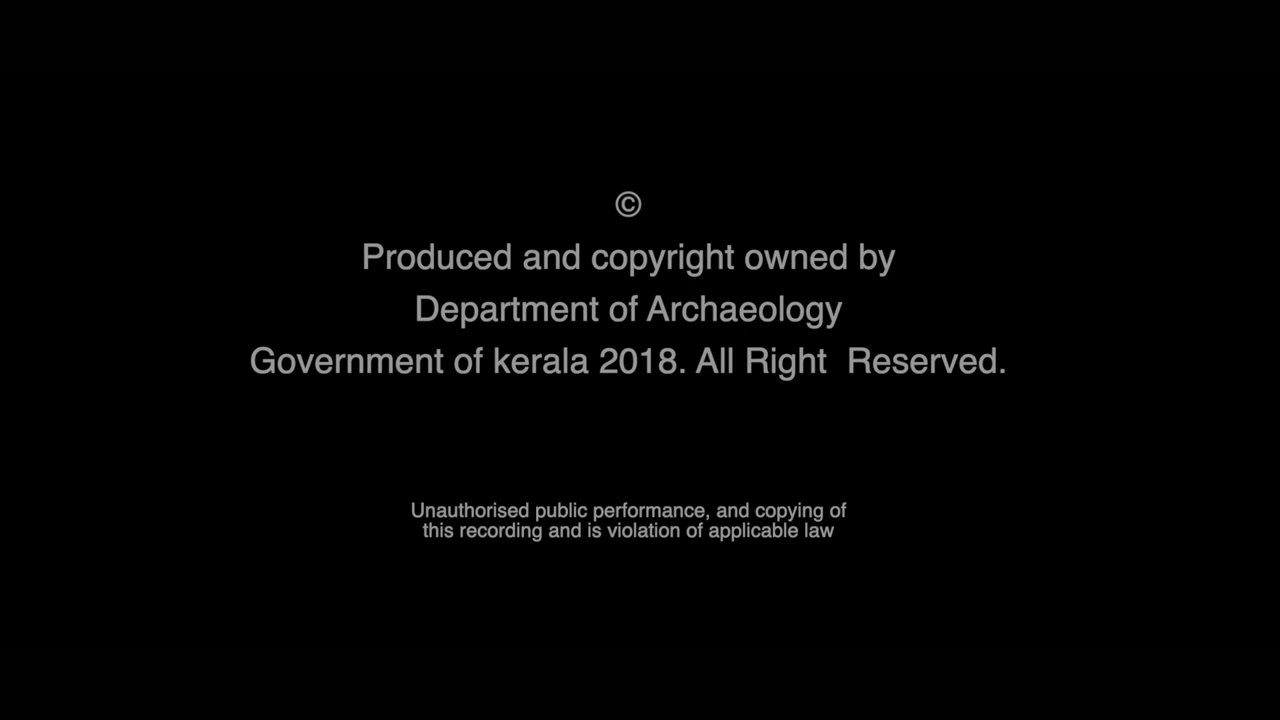 ©
Produced and copyright owned by
Department of Archaeology
Government of kerala 2018. All Right  Reserved.
Unauthorised public performance, and copying of
this recording and is violation of applicable law